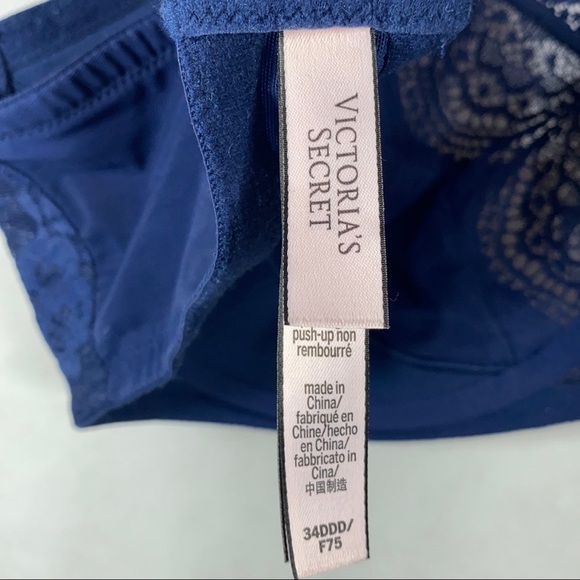 VICTORIA'S
SECRET
push-up non
rembourré
made in
China/
fabriqué en
Chine/hecho
en China/
fabbricato in
Cina/
中国制造
34DDD/
F75